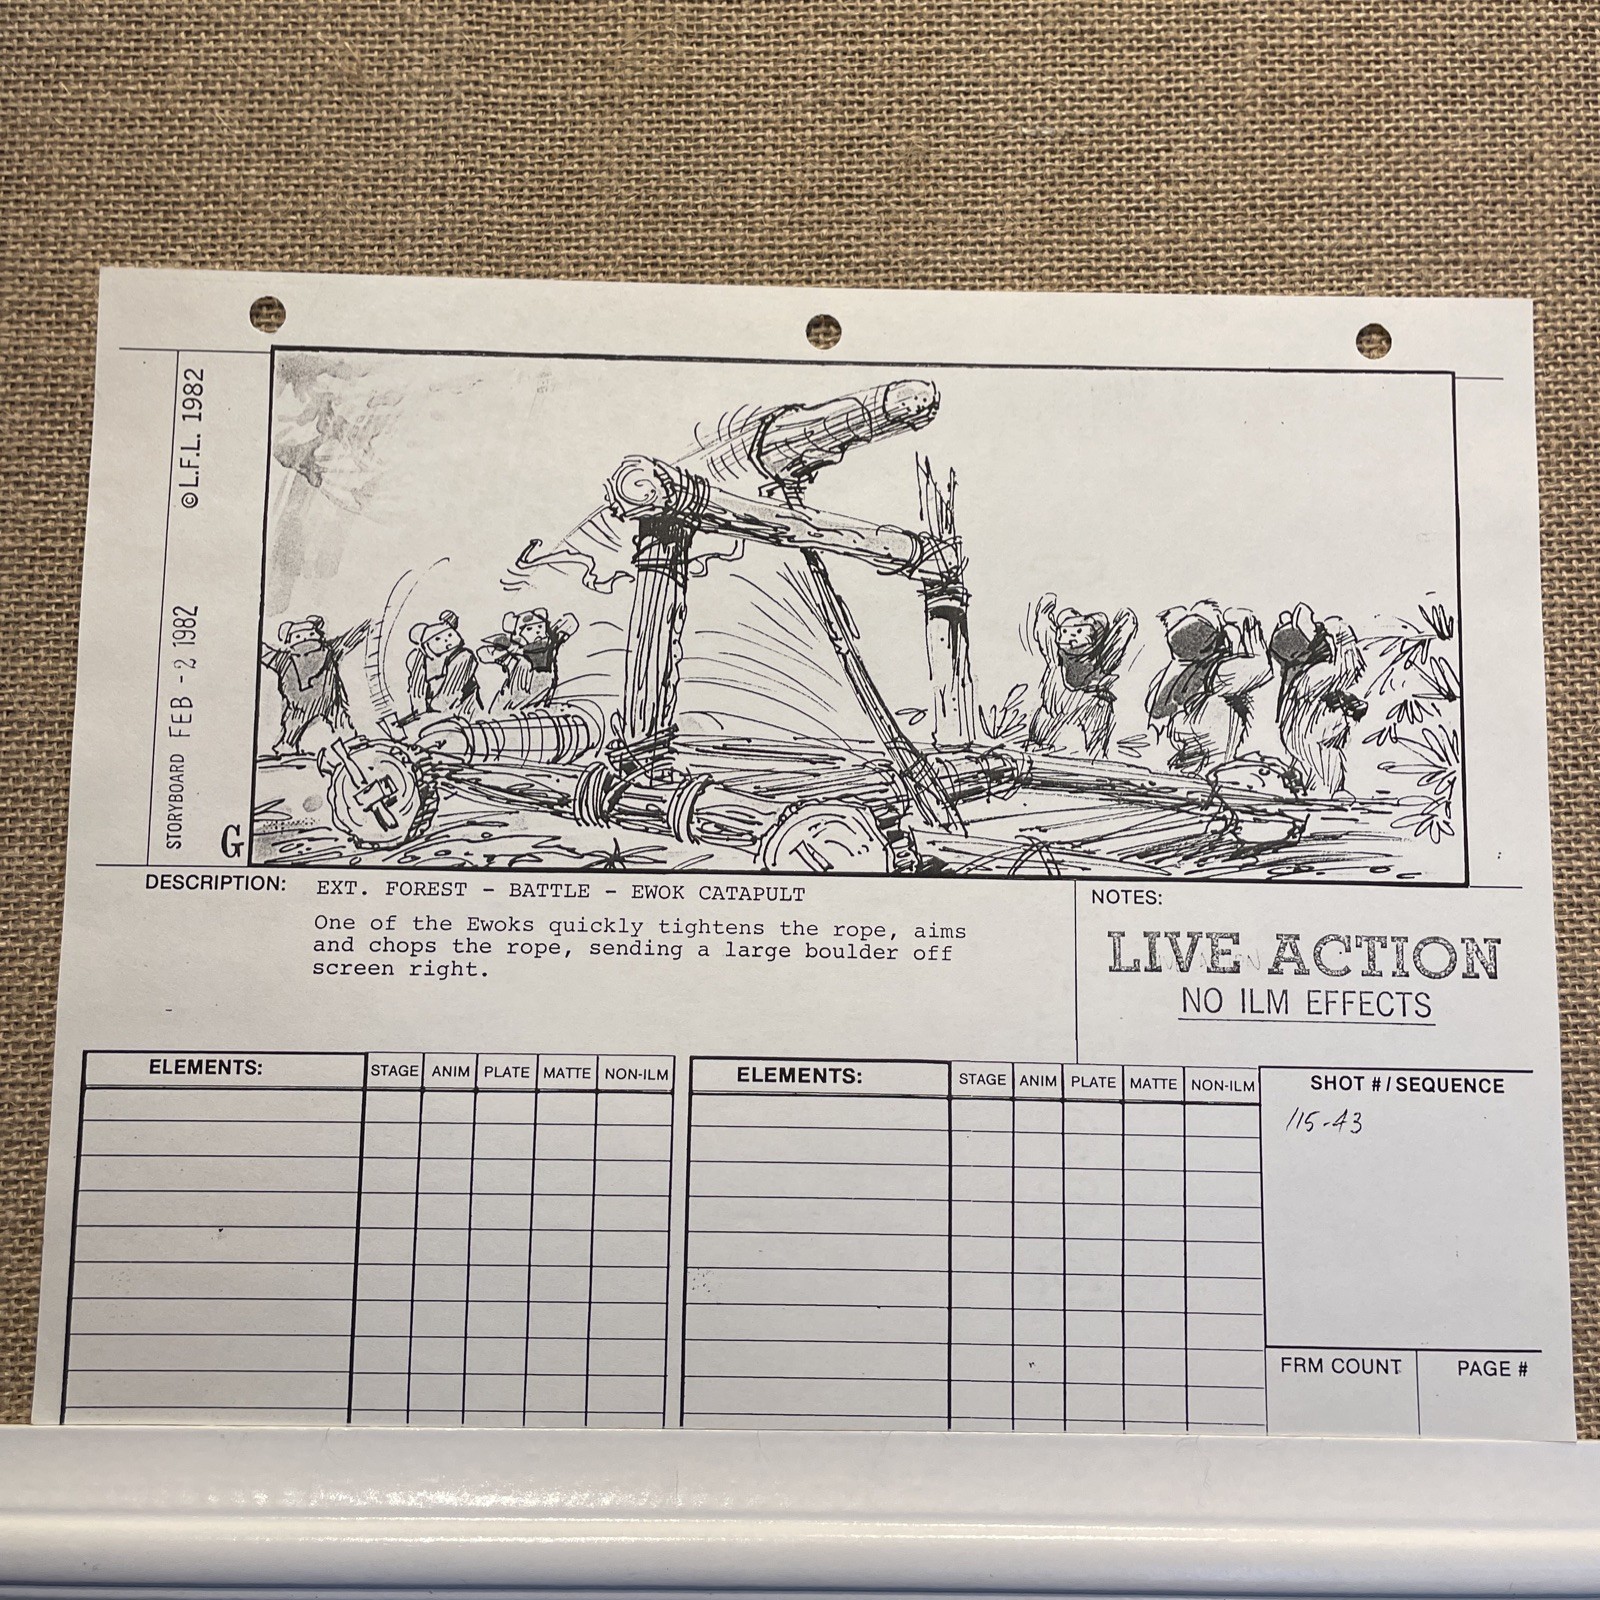 © L.F.L. 1982
STORYBOARD FEB - 2 1982
G
DESCRIPTION: EXT. FOREST - BATTLE - EWOK CATAPULT
One of the Ewoks quickly tightens the rope, aims
and chops the rope, sending a large boulder off
screen right.
NOTES:
LIVE ACTION
NO ILM EFFECTS
ELEMENTS: STAGE ANIM PLATE MATTE NON-ILM
ELEMENTS: STAGE ANIM PLATE MATTE NON-ILM
SHOT #/SEQUENCE
115-43
FRM COUNT PAGE #